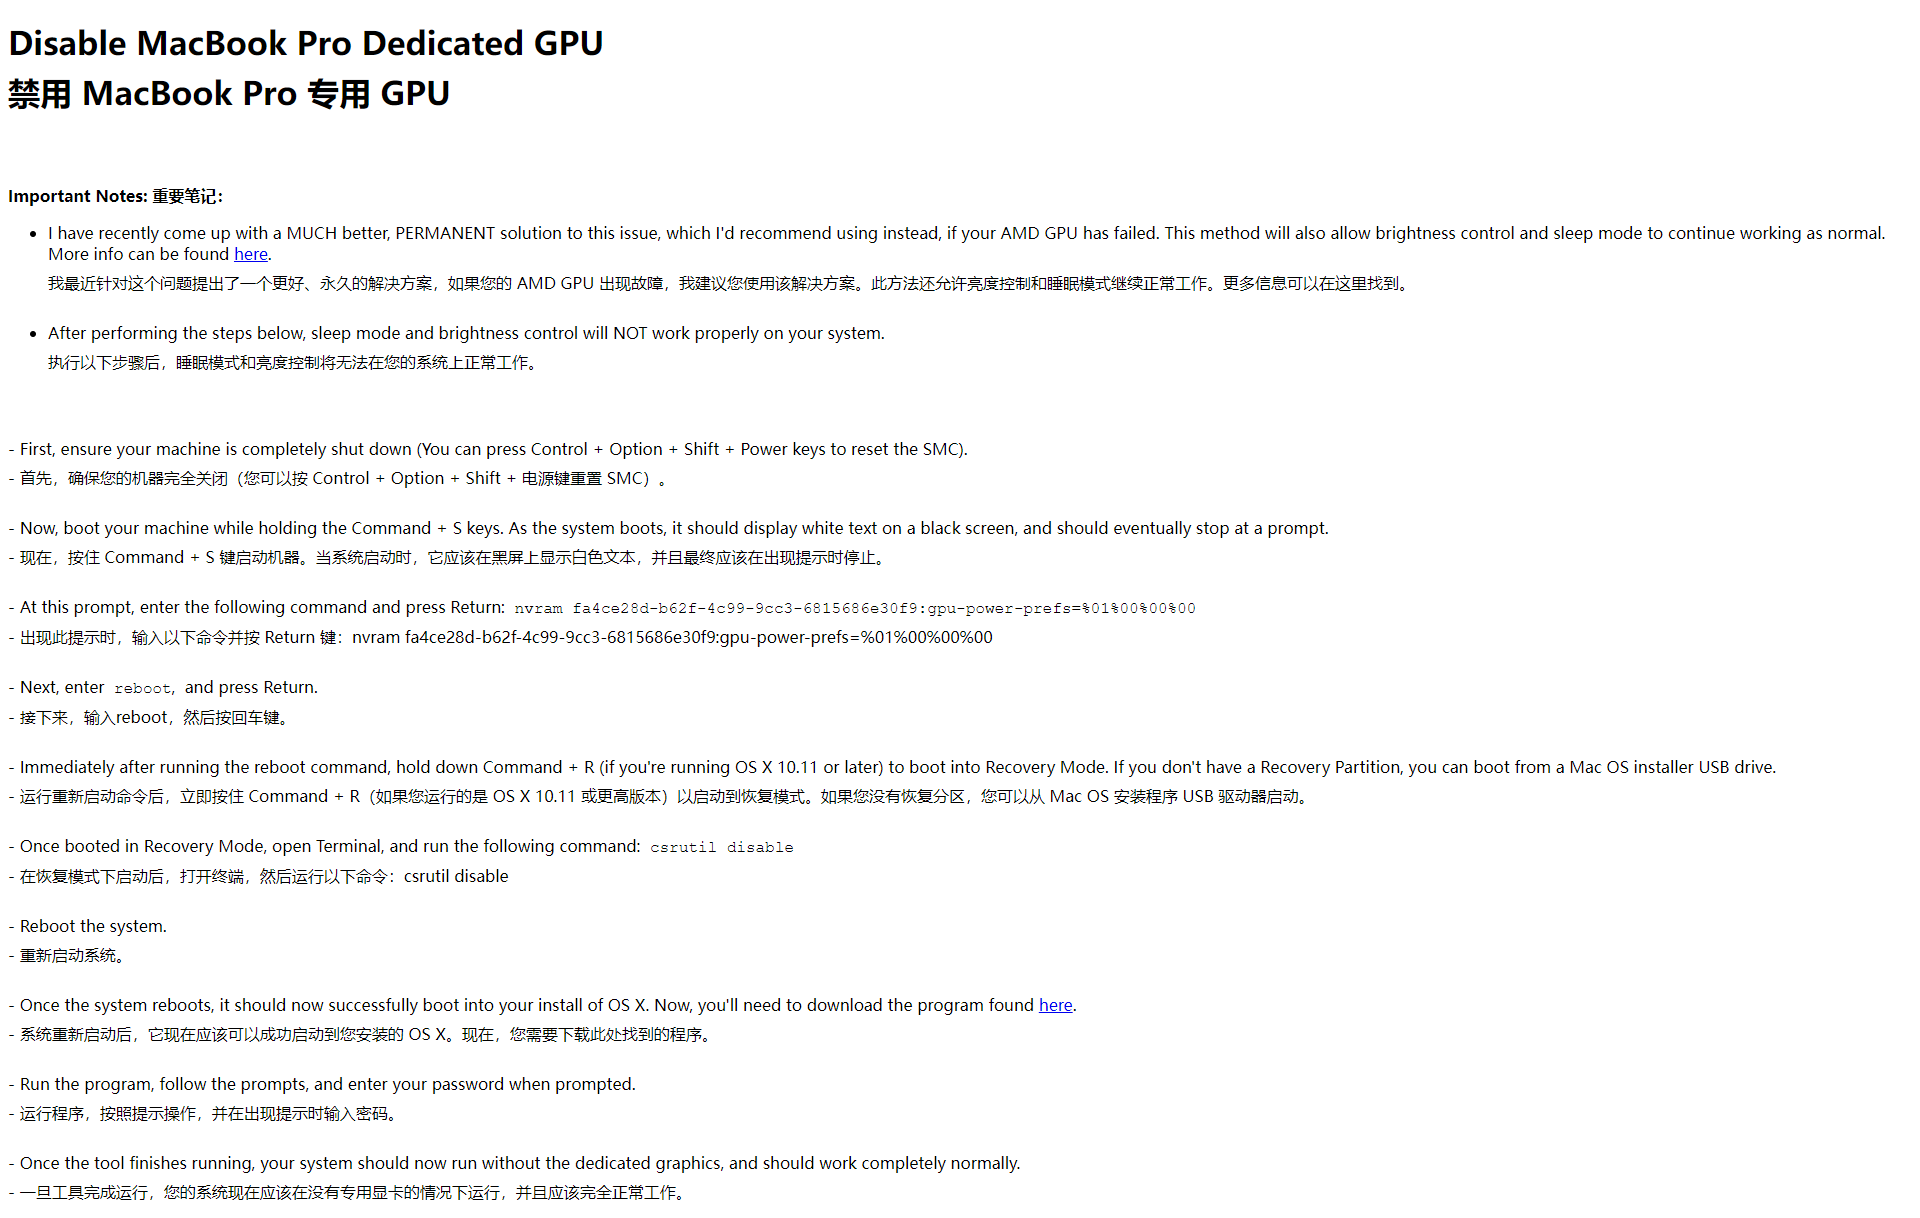 Disable MacBook Pro Dedicated GPU
禁用 MacBook Pro 专用 GPU
Important Notes: 重要笔记：
• I have recently come up with a MUCH better, PERMANENT solution to this issue, which I'd recommend using instead, if your AMD GPU has failed. This method will also allow brightness control and sleep mode to continue working as normal.
More info can be found here.
我最近针对这个问题提出了一个更好、永久的解决方案，如果您的 AMD GPU 出现故障，我建议您使用该解决方案。此方法还允许亮度控制和睡眠模式继续正常工作。更多信息可以在这里找到。
• After performing the steps below, sleep mode and brightness control will NOT work properly on your system.
执行以下步骤后，睡眠模式和亮度控制将无法在您的系统上正常工作。
- First, ensure your machine is completely shut down (You can press Control + Option + Shift + Power keys to reset the SMC).
- 首先，确保您的机器完全关闭（您可以按 Control + Option + Shift + 电源键重置 SMC）。
- Now, boot your machine while holding the Command + S keys. As the system boots, it should display white text on a black screen, and should eventually stop at a prompt.
- 现在，按住 Command + S 键启动机器。当系统启动时，它应该在黑屏上显示白色文本，并且最终应该在出现提示时停止。
- At this prompt, enter the following command and press Return: nvram fa4ce28d-b62f-4c99-9cc3-6815686e30f9:gpu-power-prefs=%01%00%00%00
- 出现此提示时，输入以下命令并按 Return 键：nvram fa4ce28d-b62f-4c99-9cc3-6815686e30f9:gpu-power-prefs=%01%00%00%00
- Next, enter reboot, and press Return.
- 接下来，输入reboot，然后按回车键。
- Immediately after running the reboot command, hold down Command + R (if you're running OS X 10.11 or later) to boot into Recovery Mode. If you don't have a Recovery Partition, you can boot from a Mac OS installer USB drive.
- 运行重新启动命令后，立即按住 Command + R（如果您运行的是 OS X 10.11 或更高版本）以启动到恢复模式。如果您没有恢复分区，您可以从 Mac OS 安装程序 USB 驱动器启动。
- Once booted in Recovery Mode, open Terminal, and run the following command: csrutil disable
- 在恢复模式下启动后，打开终端，然后运行以下命令：csrutil disable
- Reboot the system.
- 重新启动系统。
- Once the system reboots, it should now successfully boot into your install of OS X. Now, you'll need to download the program found here.
- 系统重新启动后，它现在应该可以成功启动到您安装的 OS X。现在，您需要下载此处找到的程序。
- Run the program, follow the prompts, and enter your password when prompted.
- 运行程序，按照提示操作，并在出现提示时输入密码。
- Once the tool finishes running, your system should now run without the dedicated graphics, and should work completely normally.
- 一旦工具完成运行，您的系统现在应该在没有专用显卡的情况下运行，并且应该完全正常工作。